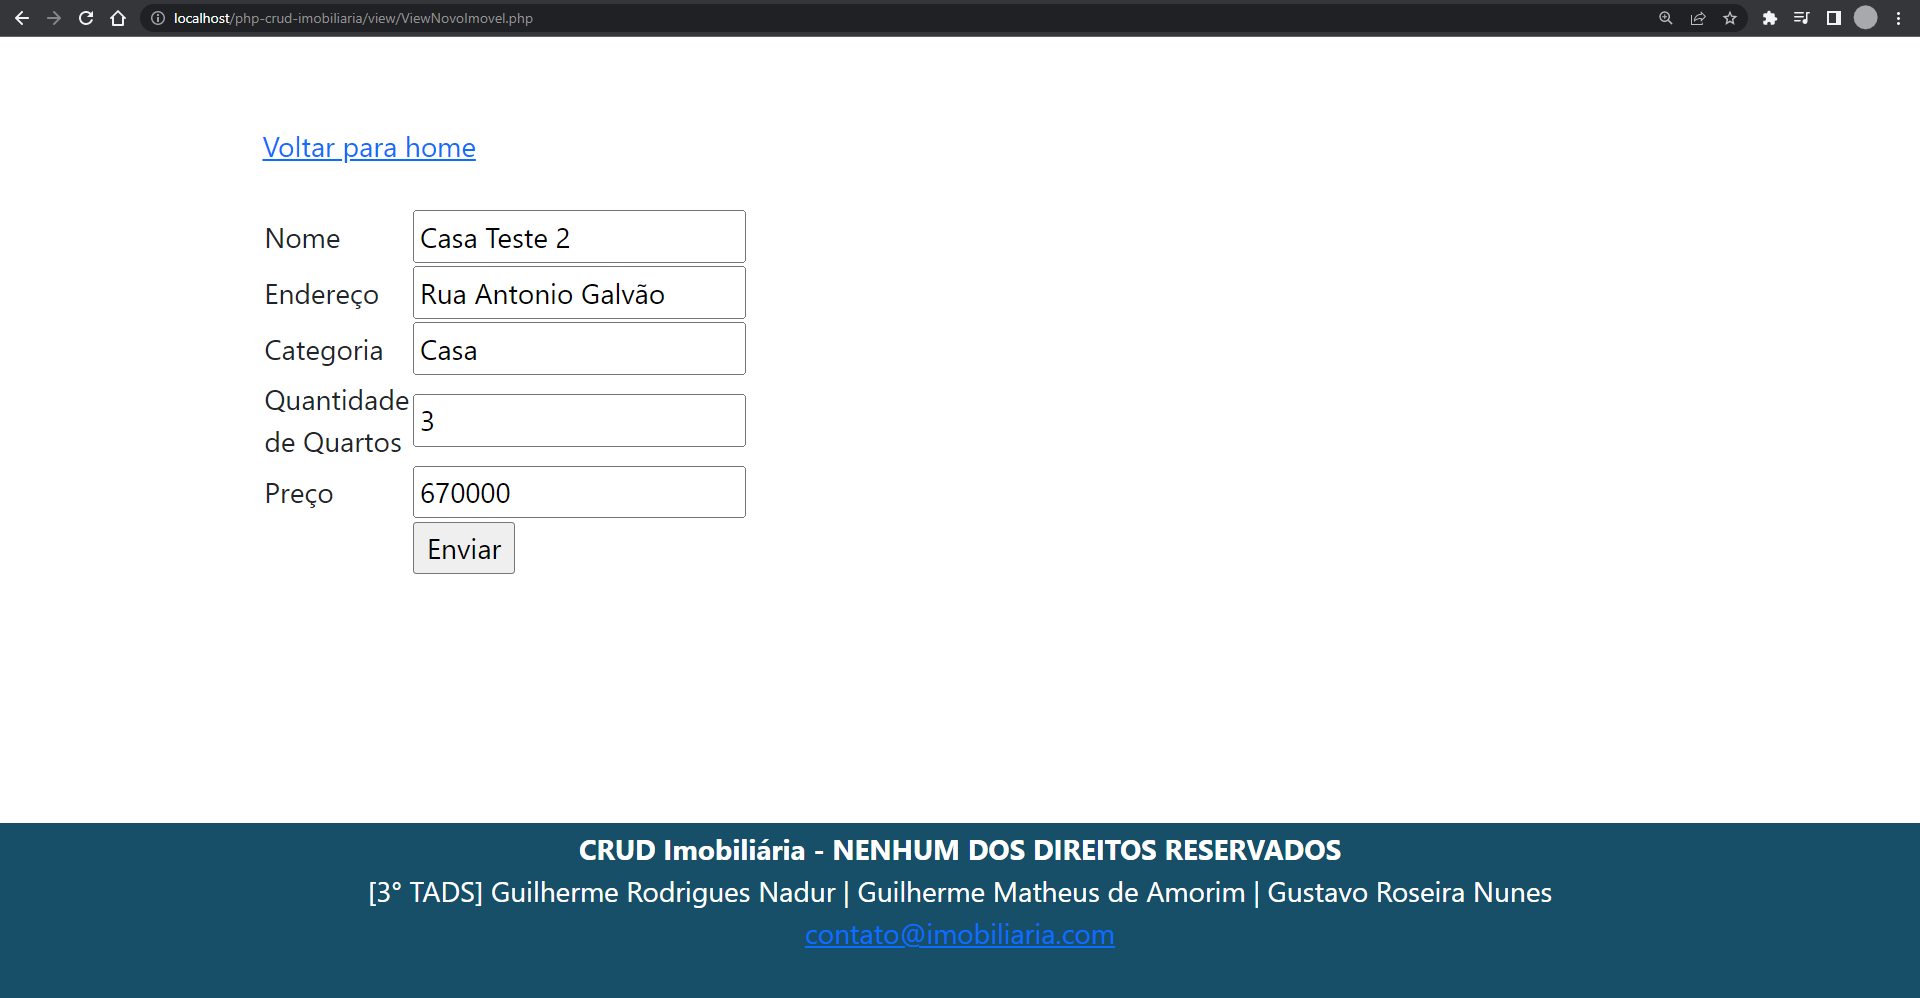 localhost/php-crud-imobiliaria/view/ViewNovoImovel.php
Voltar para home
Nome Casa Teste 2
Endereço Rua Antonio Galvão
Categoria Casa
Quantidade
de Quartos 3
Preço 670000
Enviar
CRUD Imobiliária - NENHUM DOS DIREITOS RESERVADOS
[3° TADS] Guilherme Rodrigues Nadur | Guilherme Matheus de Amorim | Gustavo Roseira Nunes
contato@imobiliaria.com